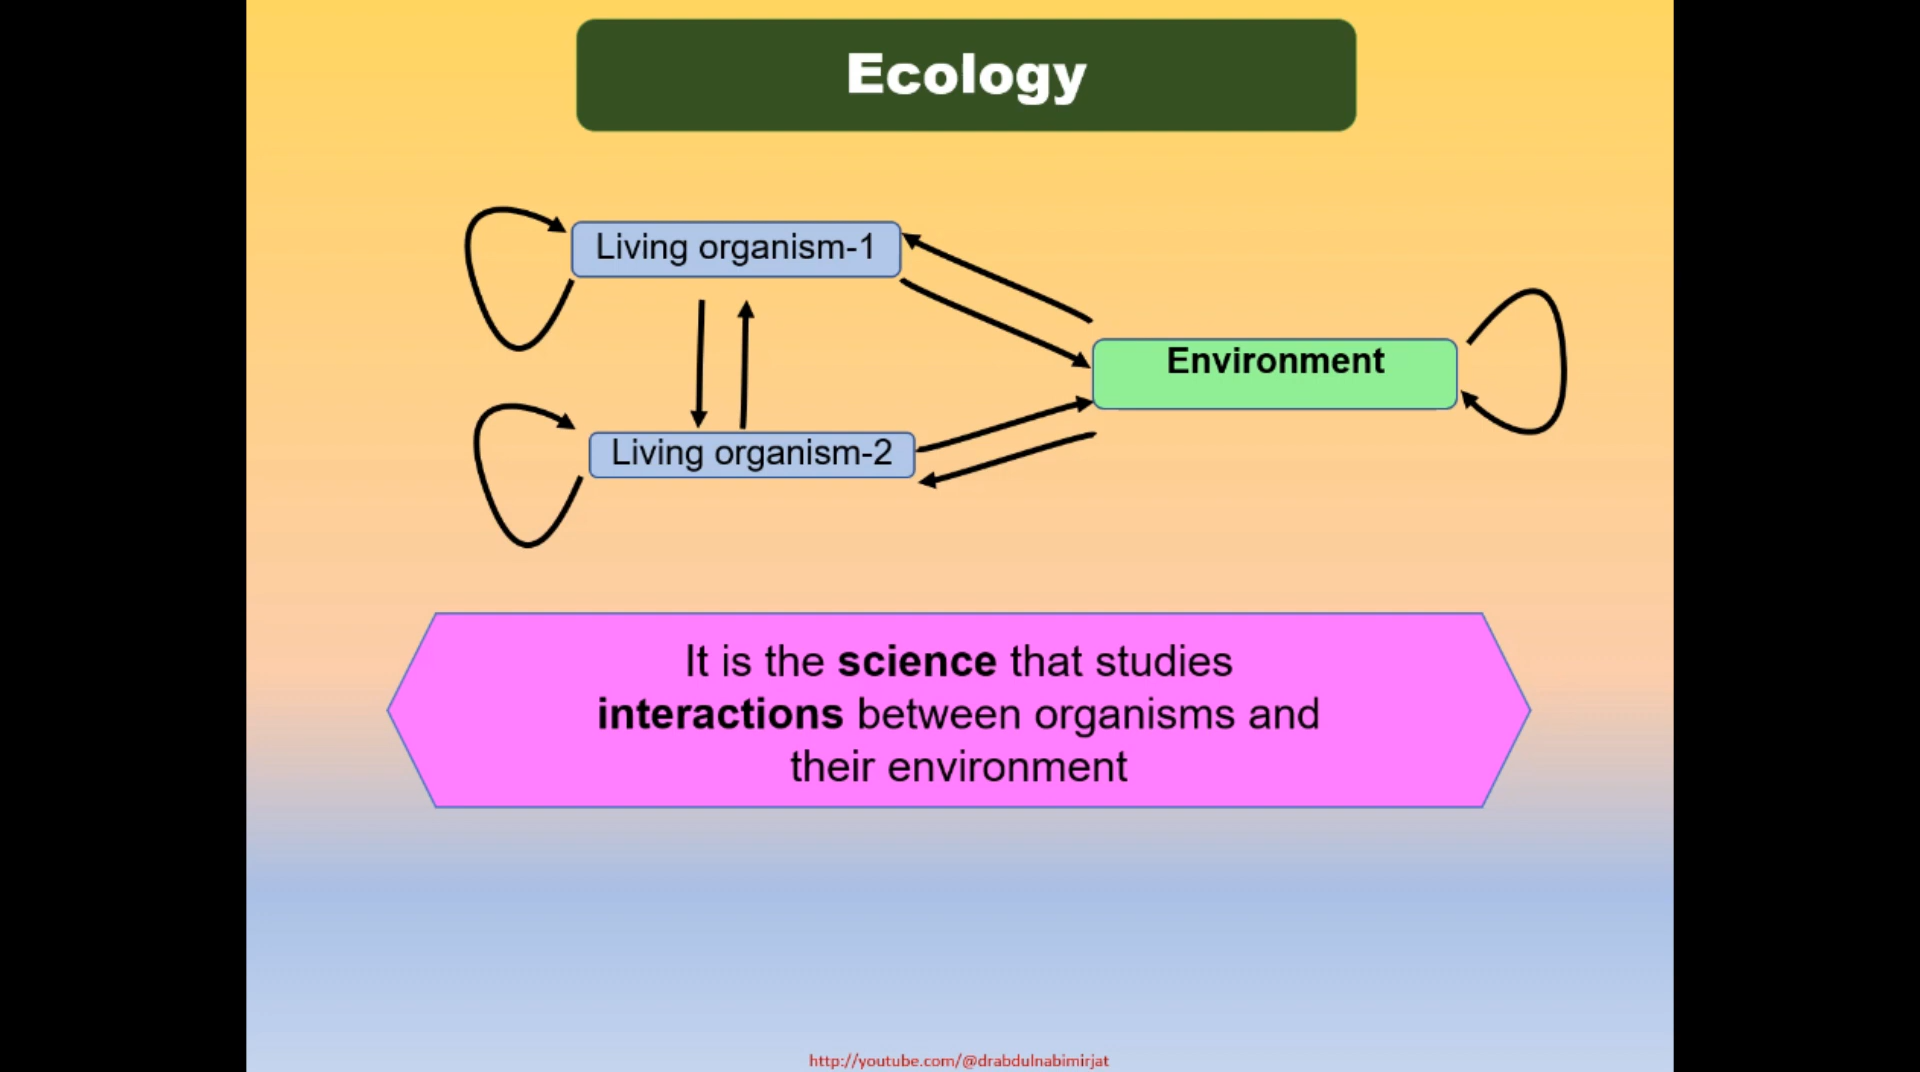 Ecology
Living organism-1
Environment
Living organism-2
It is the science that studies
interactions between organisms and
their environment
http://youtube.com/@drabdulnabimirjat